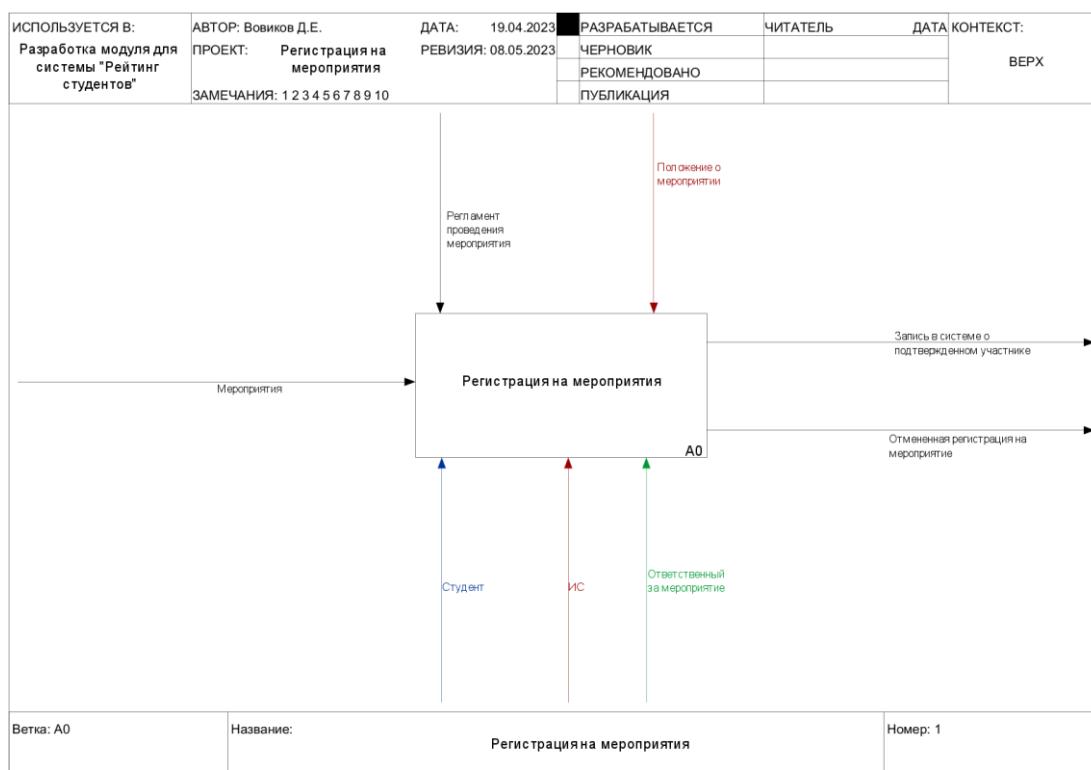 ИСПОЛЬЗУЕТСЯ В:
Разработка модуля для
системы "Рейтинг
студентов"
АВТОР: Вовиков Д.Е.
ДАТА: 19.04.2023
ПРОЕКТ: Регистрация на
мероприятия
РЕВИЗИЯ: 08.05.2023
ЗАМЕЧАНИЯ: 1 2 3 4 5 6 7 8 9 10
РАЗРАБАТЫВАЕТСЯ
ЧЕРНОВИК
РЕКОМЕНДОВАНО
ПУБЛИКАЦИЯ
ЧИТАТЕЛЬ
ДАТА
КОНТЕКСТ:
ВЕРХ
Положение о
мероприятии
Регламент
проведения
мероприятия
Запись в системе о
подтвержденном участнике
Регистрация на мероприятия
Мероприятия
Отмененная регистрация на
мероприятие
A0
Студент
ИС
Ответственный
за мероприятие
Ветка: A0
Название:
Регистрация на мероприятия
Номер: 1